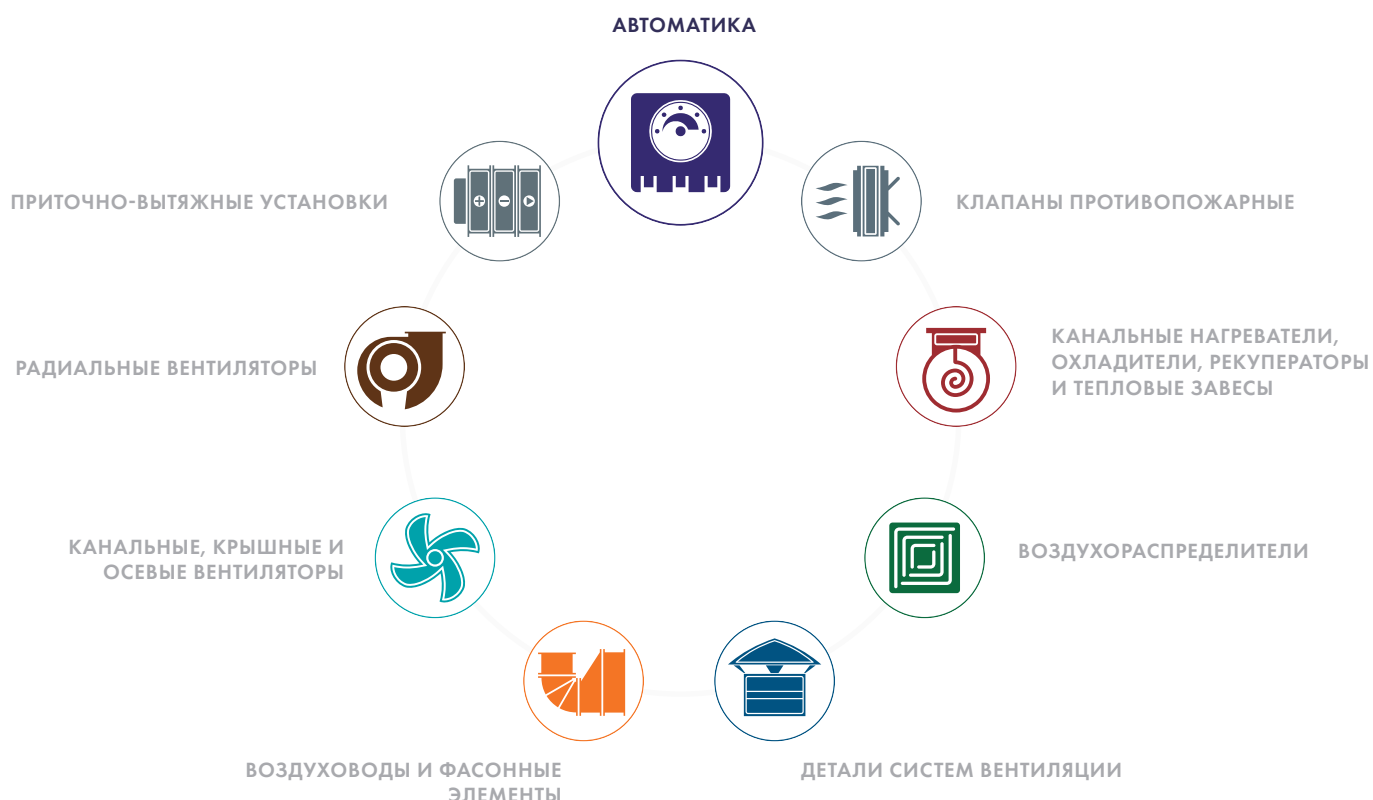 АВТОМАТИКА
ПРИТОЧНО-ВЫТЯЖНЫЕ УСТАНОВКИ
КЛАПАНЫ ПРОТИВОПОЖАРНЫЕ
РАДИАЛЬНЫЕ ВЕНТИЛЯТОРЫ
КАНАЛЬНЫЕ НАГРЕВАТЕЛИ,
ОХЛАДИТЕЛИ, РЕКУПЕРАТОРЫ
И ТЕПЛОВЫЕ ЗАВЕСЫ
КАНАЛЬНЫЕ, КРЫШНЫЕ И
ОСЕВЫЕ ВЕНТИЛЯТОРЫ
ВОЗДУХОРАСПРЕДЕЛИТЕЛИ
ВОЗДУХОВОДЫ И ФАСОННЫЕ
ЭЛЕМЕНТЫ
ДЕТАЛИ СИСТЕМ ВЕНТИЛЯЦИИ